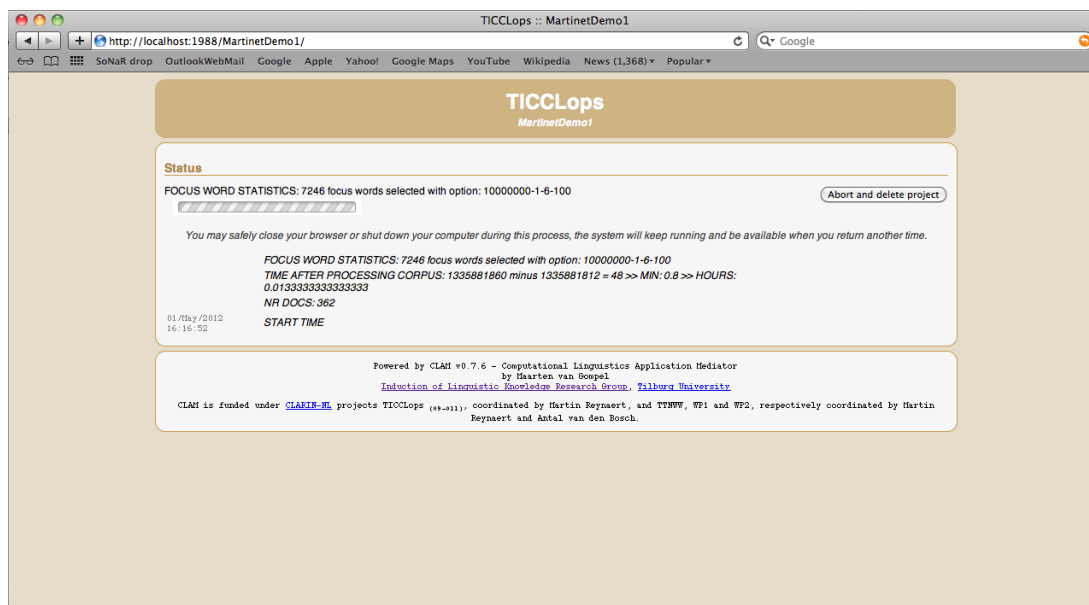 TICCLops :: MartinetDemo1
http://localhost:1988/MartinetDemo1/
Google
SoNaR drop OutlookWebMail Google Apple Yahoo! Google Maps YouTube Wikipedia News (1,368) Popular
TICCLops
MartinetDemo1
Status
FOCUS WORD STATISTICS: 7246 focus words selected with option: 10000000-1-6-100
Abort and delete project
You may safely close your browser or shut down your computer during this process, the system will keep running and be available when you return another time.
FOCUS WORD STATISTICS: 7246 focus words selected with option: 10000000-1-6-100
TIME AFTER PROCESSING CORPUS: 1335881860 minus 1335881812 = 48 >> MIN: 0.8 >> HOURS:
0.0133333333333333
NR DOCS: 362
01/May/2012
16:16:52
START TIME
Powered by CLAM v0.7.6 - Computational Linguistics Application Mediator
by Maarten van Gompel
Induction of Linguistic Knowledge Research Group, Tilburg University
CLAM is funded under CLARIN-NL projects TICCLops (09-011), coordinated by Martin Reynaert, and TTNWW, WP1 and WP2, respectively coordinated by Martin
Reynaert and Antal van den Bosch.